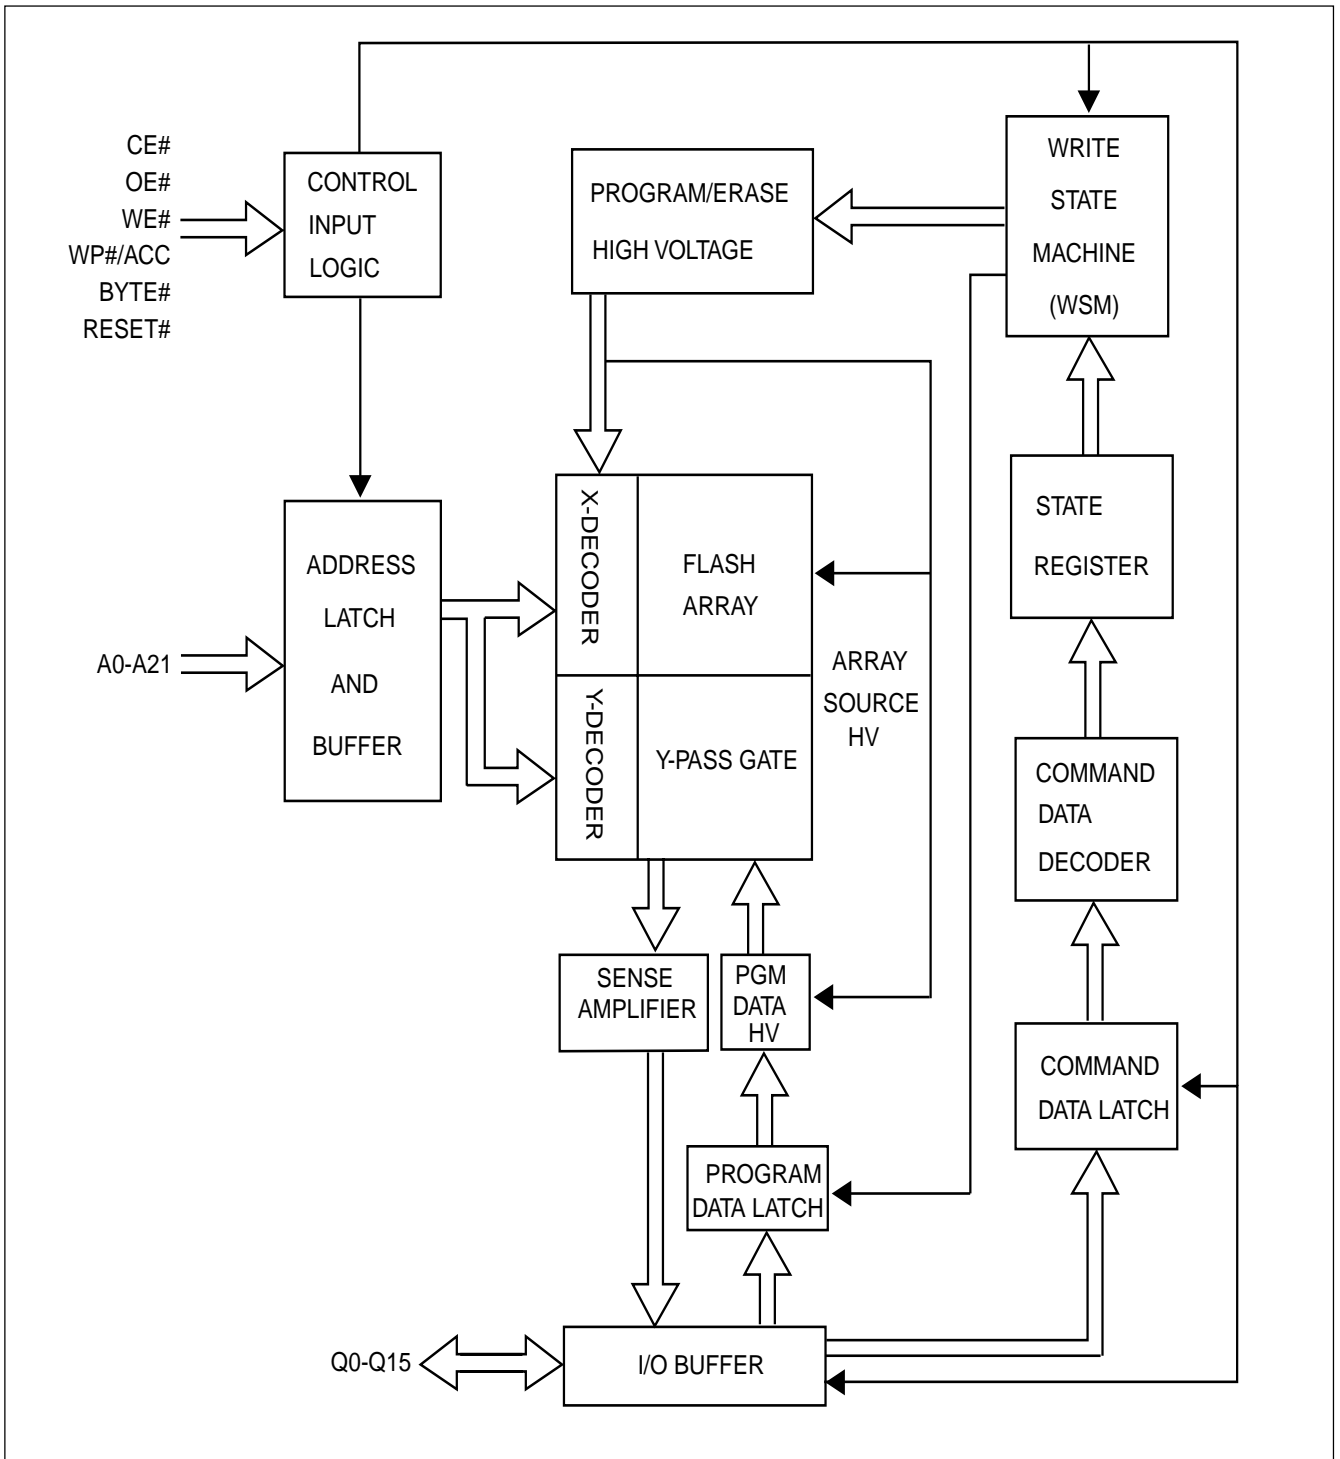 CE#
OE#
WE#
WP#/ACC
BYTE#
RESET#
CONTROL
INPUT
LOGIC
PROGRAM/ERASE
HIGH VOLTAGE
WRITE
STATE
MACHINE
(WSM)
STATE
REGISTER
A0-A21
ADDRESS
LATCH
AND
BUFFER
X-DECODER
FLASH
ARRAY
Y-DECODER
Y-PASS GATE
ARRAY
SOURCE
HV
COMMAND
DATA
DECODER
SENSE
AMPLIFIER
PGM
DATA
HV
COMMAND
DATA LATCH
PROGRAM
DATA LATCH
Q0-Q15
I/O BUFFER